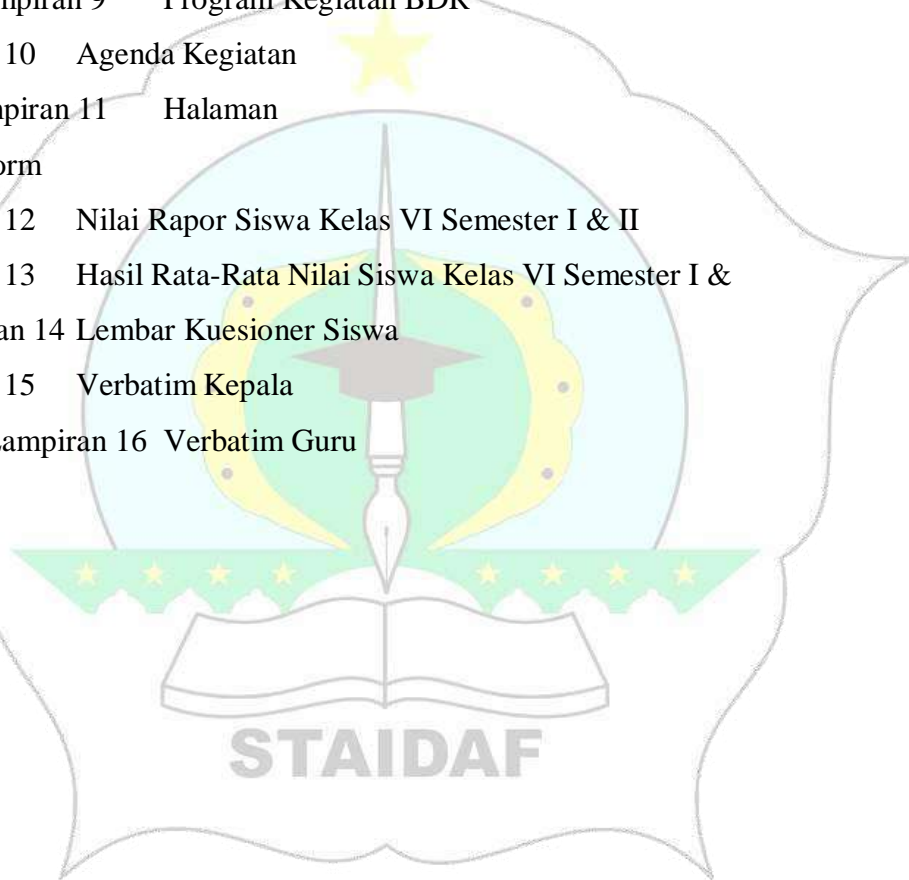 mpiran 9 Program Kegiatan BDR
10 Agenda Kegiatan
mpiran 11 Halaman
orm
12 Nilai Rapor Siswa Kelas VI Semester I & II
13 Hasil Rata-Rata Nilai Siswa Kelas VI Semester I &
an 14 Lembar Kuesioner Siswa
15 Verbatim Kepala
ampiran 16 Verbatim Guru
STAIDAF